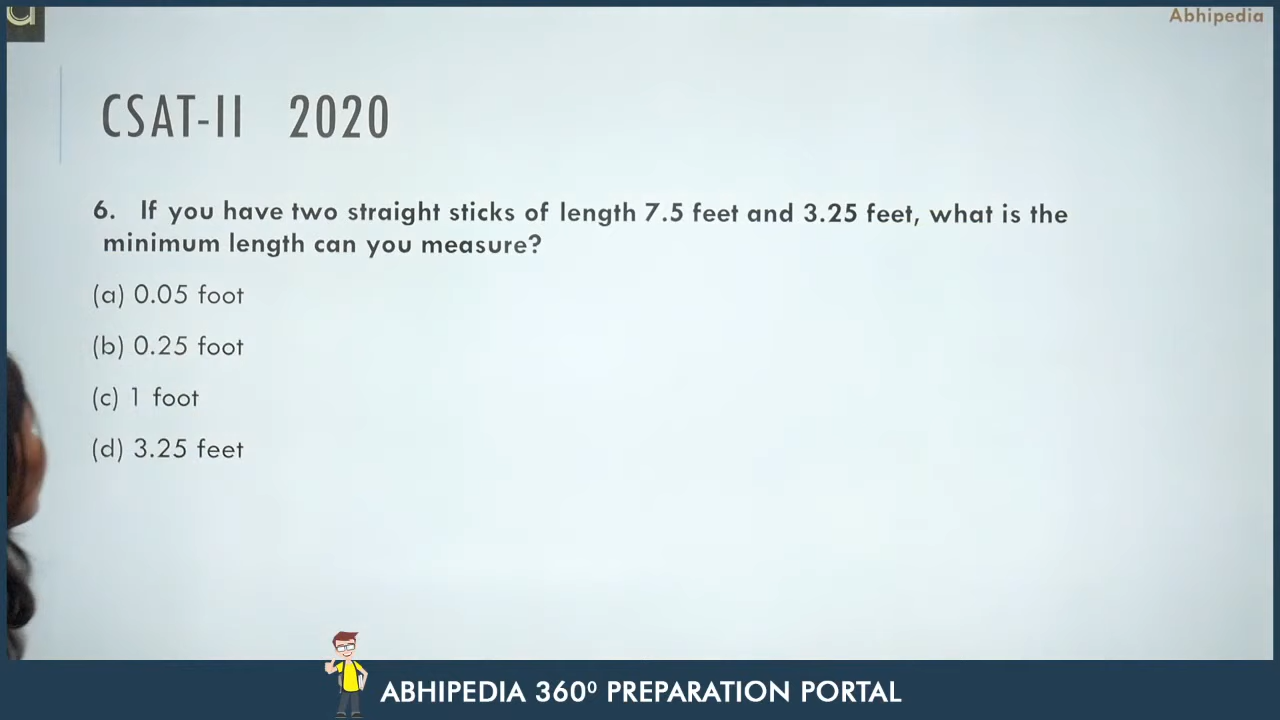 Abhipedia
CSAT-II 2020
6. If you have two straight sticks of length 7.5 feet and 3.25 feet, what is the
minimum length can you measure?
(a) 0.05 foot
(b) 0.25 foot
(c) 1 foot
(d) 3.25 feet
ABHIPEDIA 360⁰ PREPARATION PORTAL